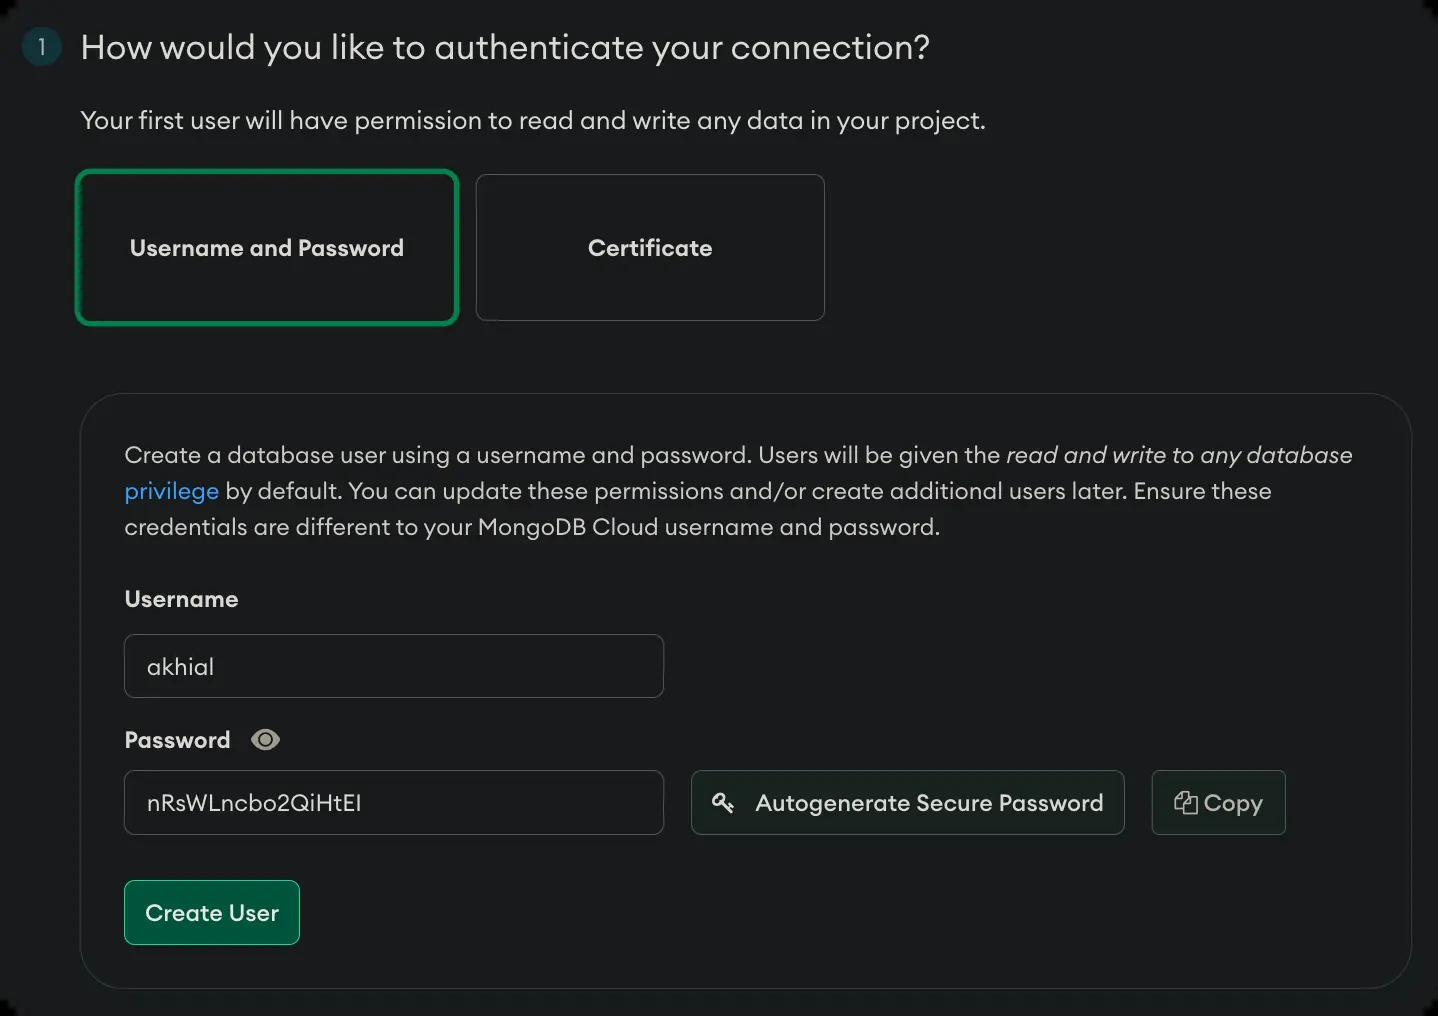 1 How would you like to authenticate your connection?
Your first user will have permission to read and write any data in your project.
Username and Password
Certificate
Create a database user using a username and password. Users will be given the read and write to any database
privilege by default. You can update these permissions and/or create additional users later. Ensure these
credentials are different to your MongoDB Cloud username and password.
Username
akhial
Password
nRsWLncbo2QiHtEI
Autogenerate Secure Password
Copy
Create User